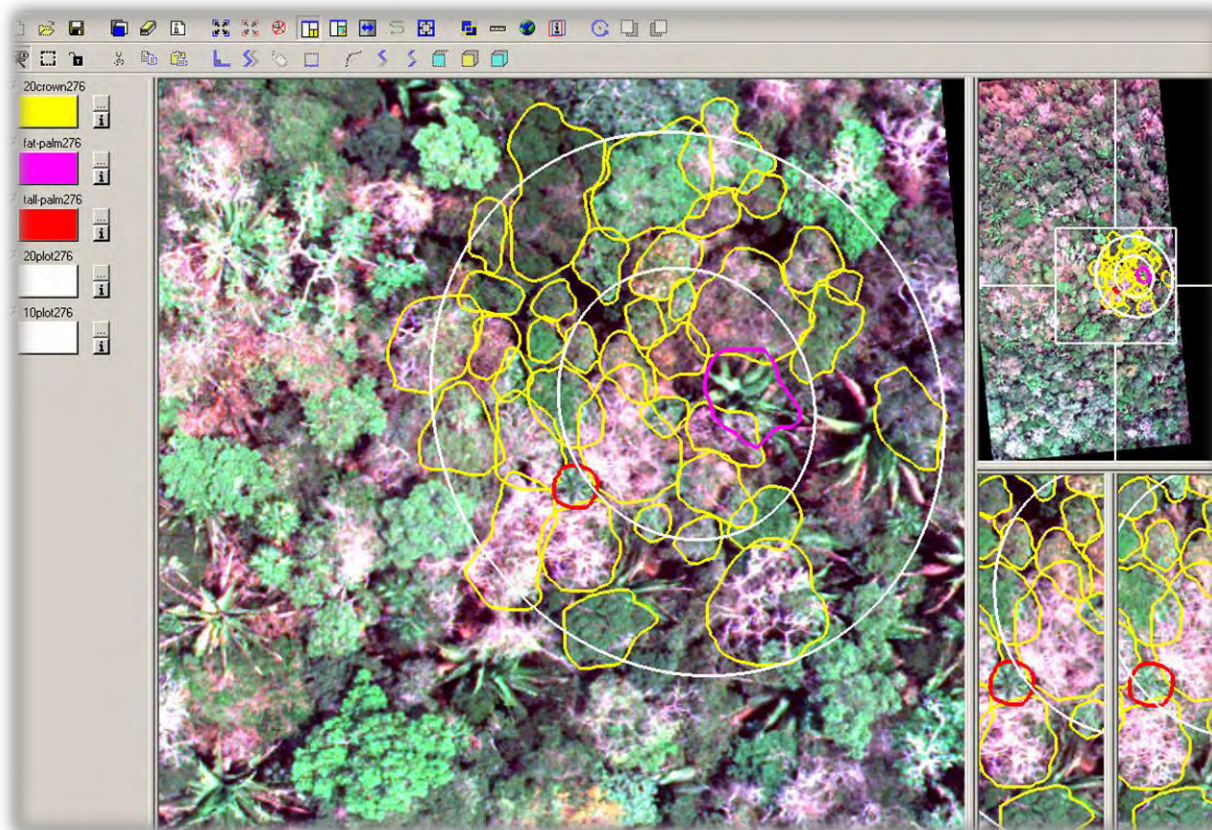 20crown276
...
i
fat-palm276
...
i
tall-palm276
...
i
20plot276
...
i
10plot276
...
i